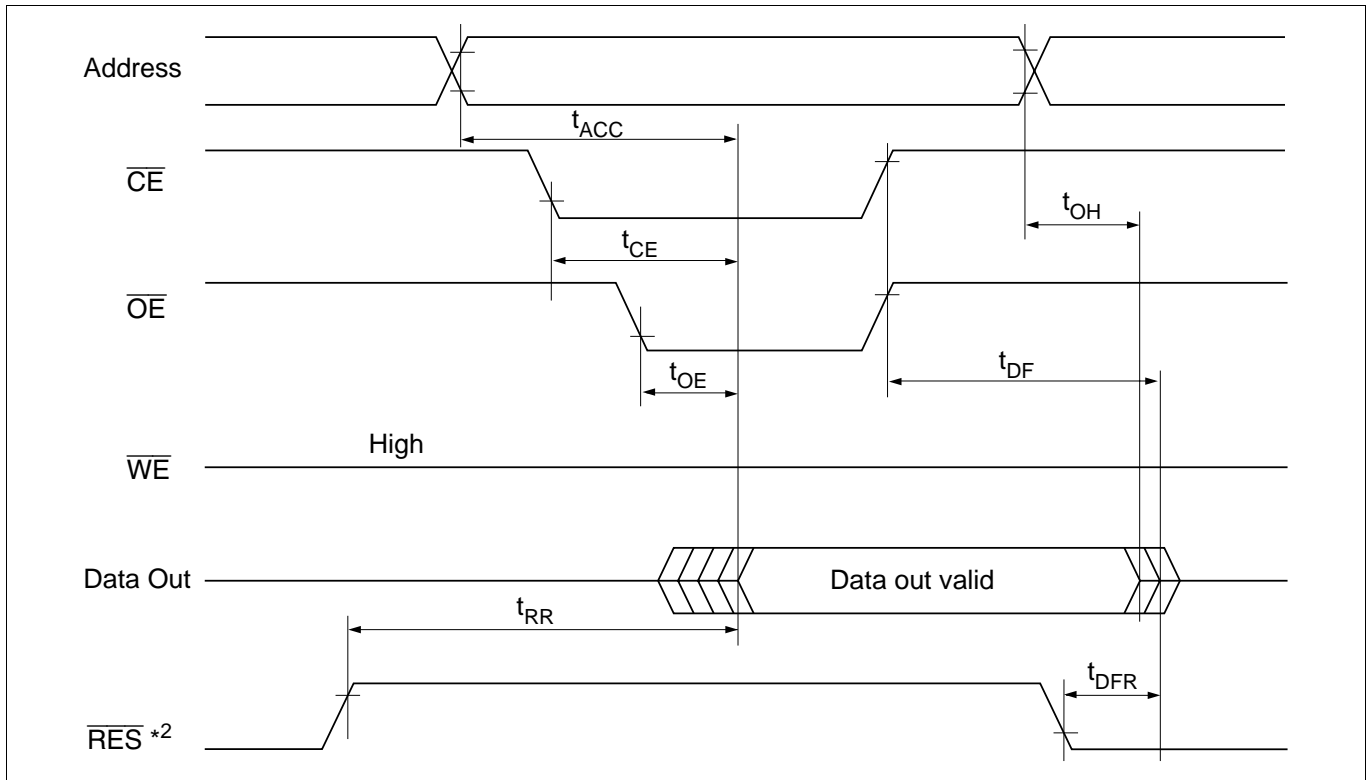 Address
tACC
CE
tOH
tCE
OE
tDF
tOE
High
WE
Data Out
Data out valid
tRR
tDFR
RES *2